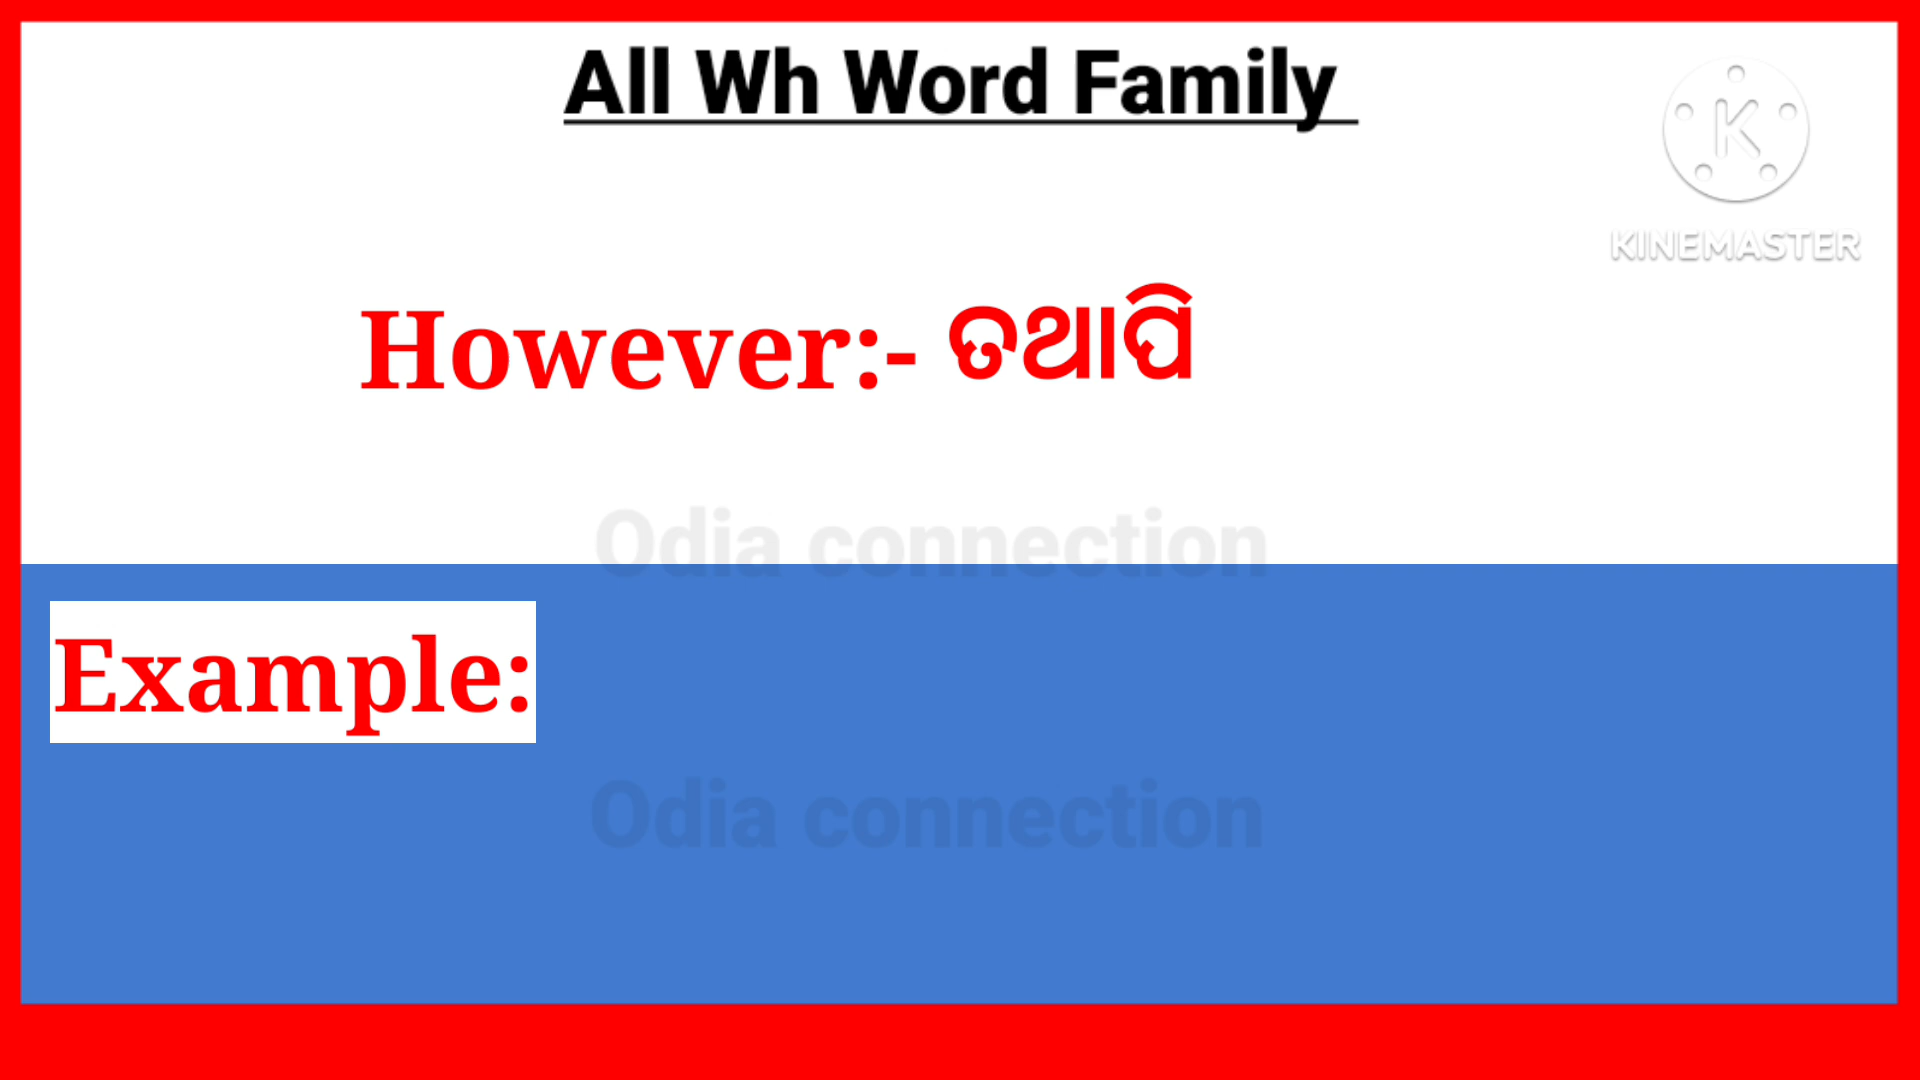 All Wh Word Family
K
KINEMASTER
However:- ତଥାପି
Odia connection
Example:
Odia connection